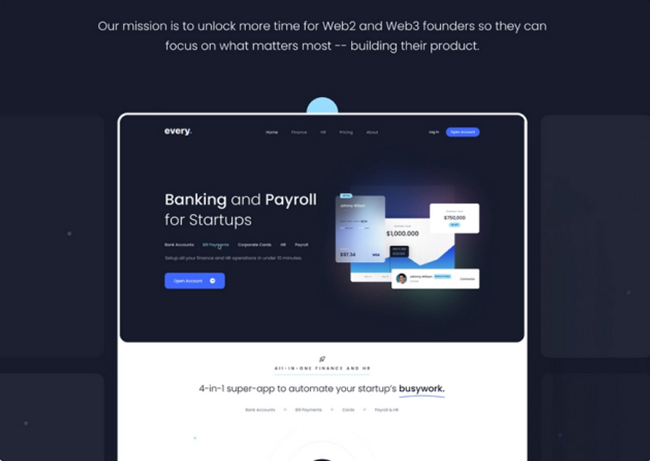 Our mission is to unlock more time for Web2 and Web3 founders so they can
focus on what matters most -- building their product.
every.
Home Finance HR Pricing About
Log In Open Account
Banking and Payroll
for Startups
Bank Accounts Bill Payments Corporate Cards HR Payroll
Setup all your finance and HR operations in under 10 minutes.
Open Account
Johnny Wilson
$97.34 VISA
$1,000.000
$750,000
Johnny Wilson
All-IN-ONE FINANCE AND HR
4-in-1 super-app to automate your startup's busywork.
Bank Accounts Bill Payments Cards Payroll & HR